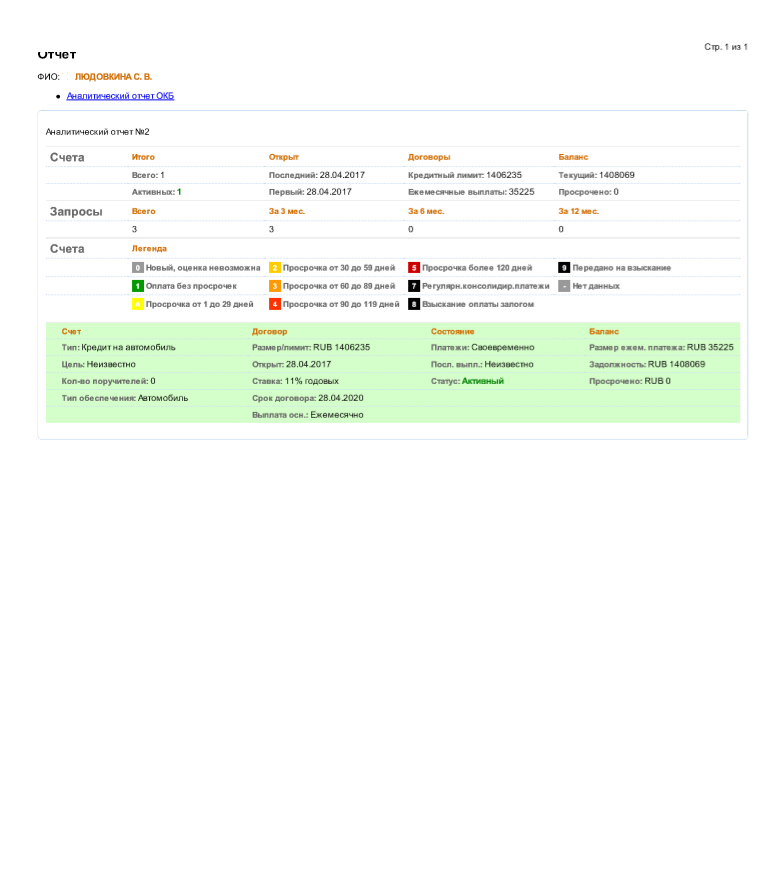 Стр. 1 из 1
Отчет
ФИО: ЛЮДОВКИНА С. В.
Аналитический отчет ОКБ
Аналитический отчет №2
Счета Итого Открыт Договоры Баланс
Всего: 1 Последний: 28.04.2017 Кредитный лимит: 1406235 Текущий: 1408069
Активных: 1 Первый: 28.04.2017 Ежемесячные выплаты: 35225 Просрочено: 0
Запросы Всего За 3 мес. За 6 мес. За 12 мес.
3 3 0 0
Счета Легенда
0 Новый, оценка невозможна 2 Просрочка от 30 до 59 дней 5 Просрочка более 120 дней 9 Передано на взыскание
1 Оплата без просрочек 3 Просрочка от 60 до 89 дней 7 Регулярн.консолидир.платежи - Нет данных
Просрочка от 1 до 29 дней 4 Просрочка от 90 до 119 дней 8 Взыскание оплаты залогом
Счет Договор Состояние Баланс
Тип: Кредит на автомобиль Размер/лимит: RUB 1406235 Платежи: Своевременно Размер ежем. платежа: RUB 35225
Цель: Неизвестно Открыт: 28.04.2017 Посл. выпл.: Неизвестно Задолжность: RUB 1408069
Кол-во поручителей: 0 Ставка: 11% годовых Статус: Активный Просрочено: RUB 0
Тип обеспечения: Автомобиль Срок договора: 28.04.2020
Выплата осн.: Ежемесячно